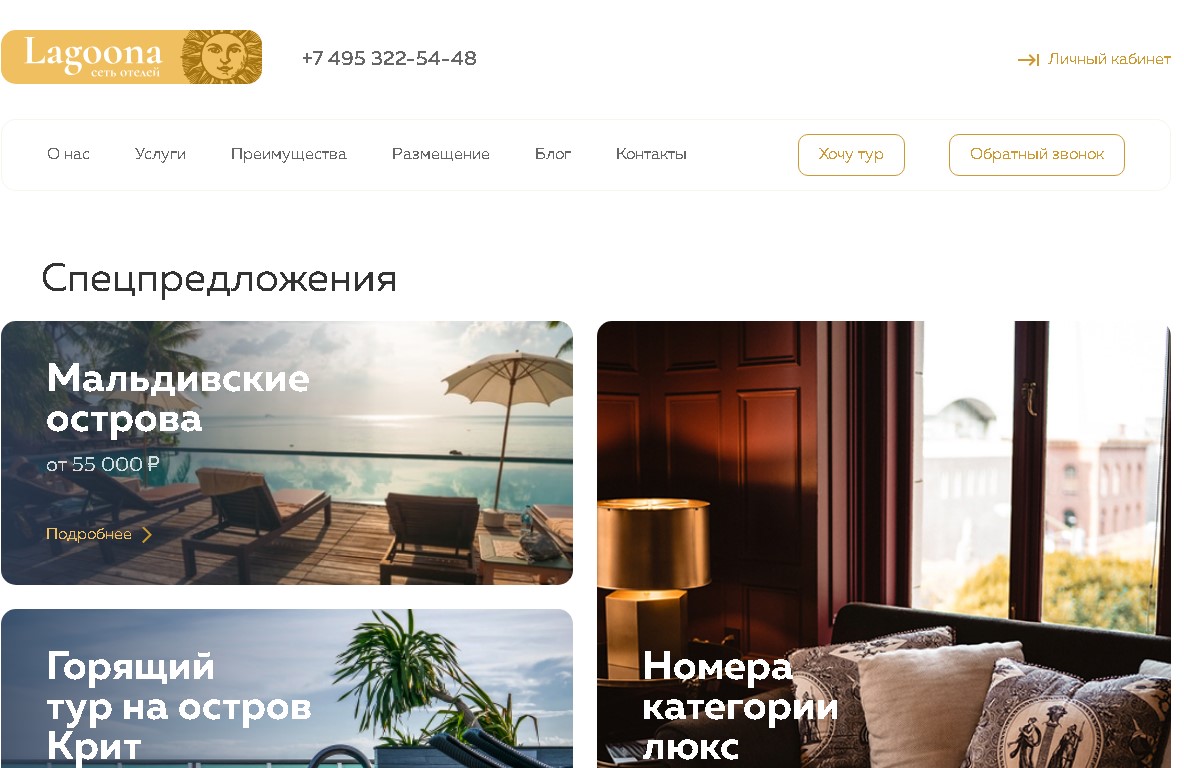 Lagoona
сеть отелей
+7 495 322-54-48
Личный кабинет
О нас Услуги Преимущества Размещение Блог Контакты Хочу тур Обратный звонок
Спецпредложения
Мальдивские
острова
от 55 000 ₽
Подробнее
Горящий
тур на остров
Крит
Номера
категории
люкс